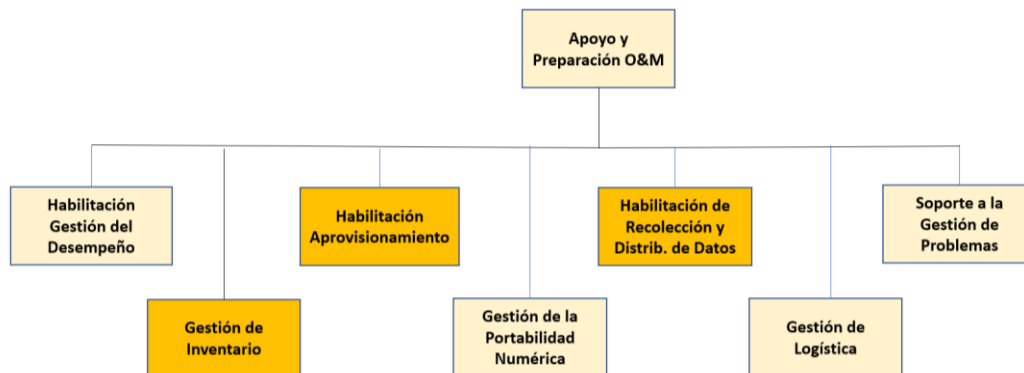 Apoyo y
Preparación O&M
Habilitación
Gestión del
Desempeño
Habilitación
Aprovisionamiento
Habilitación de
Recolección y
Distrib. de Datos
Soporte a la
Gestión de
Problemas
Gestión de
Inventario
Gestión de la
Portabilidad
Numérica
Gestión de
Logística